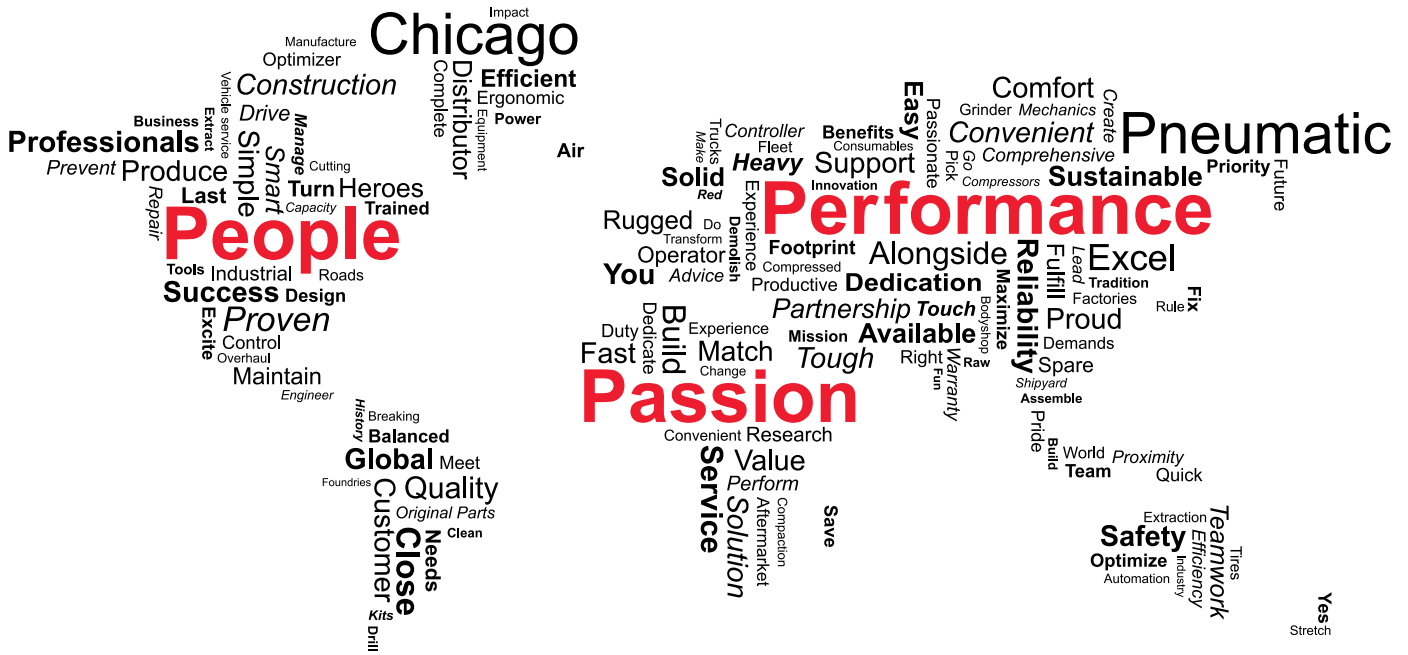 Impact
Chicago
Manufacture
Optimizer
Construction
Vehicle service
Drive
Distributor
Complete
Efficient
Ergonomic
Equipment
Power
Air
Business
Extract
Professionals
Manage
Simple
Smart
Cutting
Prevent
Produce
Repair
Last
Turn
Heroes
Capacity
Trained
People
Tools
Industrial
Roads
Success
Design
Excite
Proven
Control
Overhaul
Maintain
Engineer
History
Breaking
Balanced
Global
Meet
Foundries
Customer
Quality
Original Parts
Close
Needs
Clean
Kits
Drill
Trucks
Make
Controller
Fleet
Heavy
Solid
Red
Benefits
Consumables
Support
Innovation
Easy
Passionate
Comfort
Grinder
Mechanics
Create
Convenient
Pick
Go
Comprehensive
Compressors
Pneumatic
Sustainable
Priority
Future
Experience
Performance
Rugged
Do
Transform
Demolish
Operator
You
Advice
Footprint
Compressed
Productive
Alongside
Dedication
Reliability
Maximize
Fulfill
Lead
Excel
Tradition
Factories
Rule
Fix
Partnership
Touch
Bodyshop
Proud
Demands
Spare
Shipyard
Assemble
Duty
Dedicate
Build
Experience
Fast
Match
Change
Mission
Available
Tough
Right
Fun
Warranty
Raw
Passion
Convenient
Research
Service
Value
Perform
Solution
Aftermarket
Compaction
Save
Pride
Build
World
Proximity
Team
Quick
Extraction
Teamwork
Safety
Efficiency
Tires
Optimize
Industry
Automation
Yes
Stretch